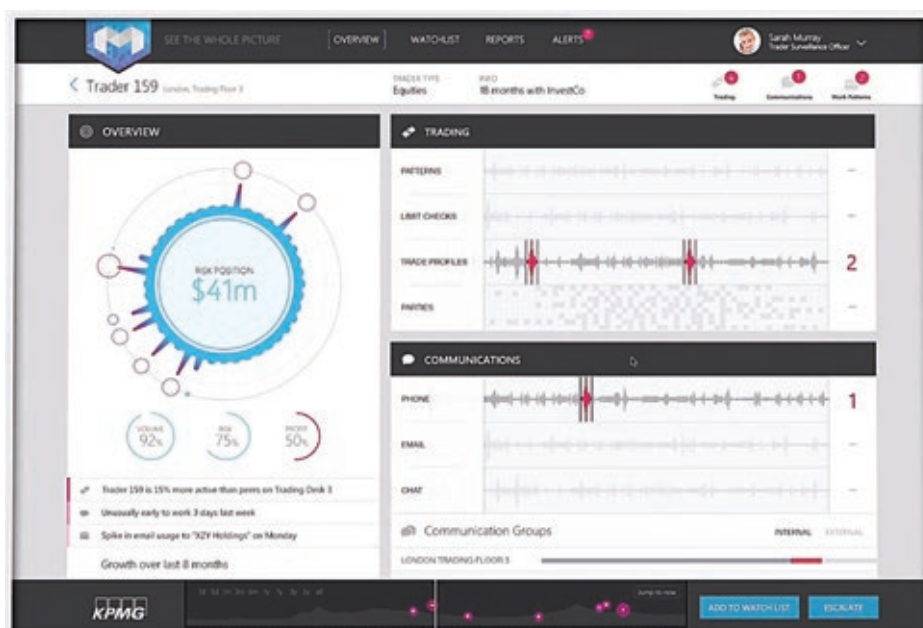 SEE THE WHOLE PICTURE
OVERVIEW WATCHLIST REPORTS ALERTS
Sarah Murray
Trader Surveillance Officer
Trader 159 London, Trading Floor 3
TRADER TYPE
Equities
INFO
18 months with InvestCo
Trading Communications Work Patterns
OVERVIEW
RISK POSITION
$41m
VOLUME
92%
RISK
75%
PROFIT
50%
Trader 159 is 15% more active than peers on Trading Desk 3
Unusually early to work 3 days last week
Spike in email usage to "XZY Holdings" on Monday
Growth over last 8 months
TRADING
PATTERNS
LIMIT CHECKS
TRADE PROFILES 2
PARTIES
COMMUNICATIONS
PHONE 1
EMAIL
CHAT
Communication Groups INTERNAL EXTERNAL
LONDON TRADING FLOOR 3
KPMG
Jump to now
ADD TO WATCH LIST
ESCALATE